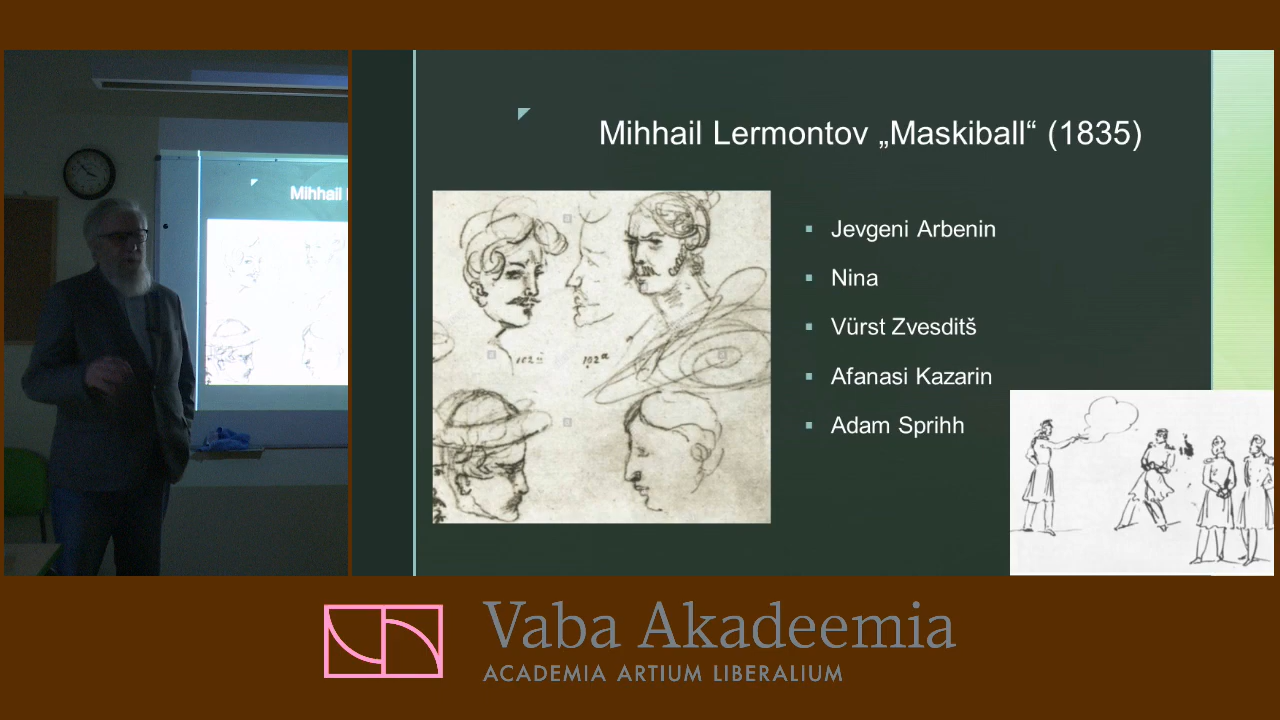 Mihhail Lermontov „Maskiball“ (1835)
Mihhail
Jevgeni Arbenin
Nina
Vürst Zvesditš
Afanasi Kazarin
Adam Sprihh
Vaba Akadeemia
ACADEMIA ARTIUM LIBERALIUM